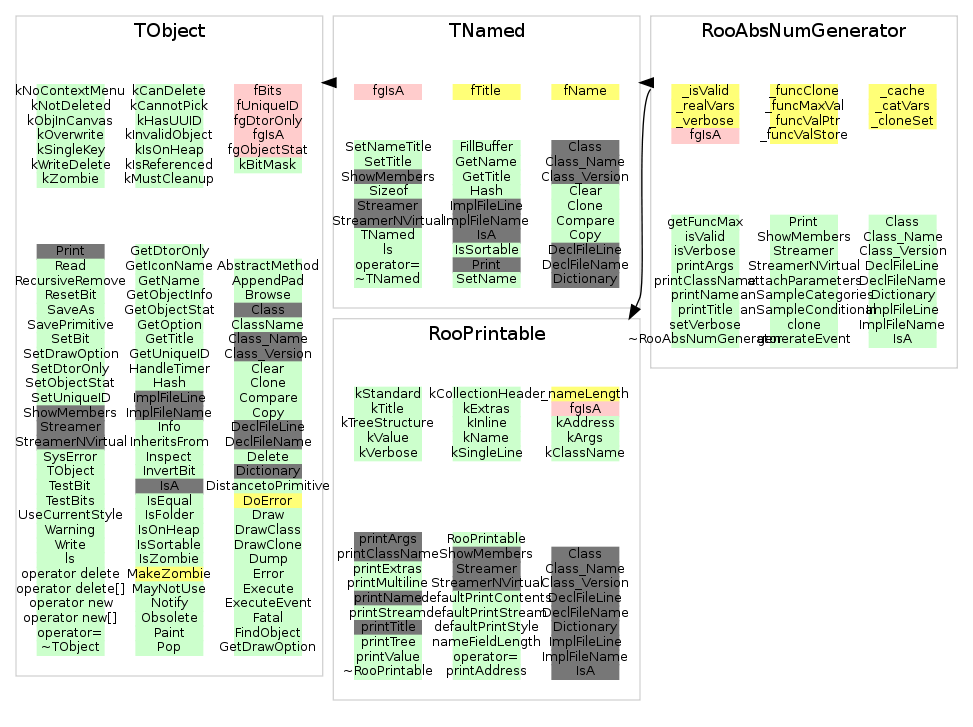 TObject
kNoContextMenu kCanDelete fBits
kNotDeleted kCannotPick fUniqueID
kObjInCanvas kHasUUID fgDtorOnly
kOverwrite kInvalidObject fgIsA
kSingleKey kIsOnHeap fgObjectStat
kWriteDelete kIsReferenced kBitMask
kZombie kMustCleanup
Print GetDtorOnly
Read GetIconName AbstractMethod
RecursiveRemove GetName AppendPad
ResetBit GetObjectInfo Browse
SaveAs GetObjectStat Class
SavePrimitive GetOption ClassName
SetBit GetTitle Class_Name
SetDrawOption GetUniqueID Class_Version
SetDtorOnly HandleTimer Clear
SetObjectStat Hash Clone
SetUniqueID ImplFileLine Compare
ShowMembers ImplFileName Copy
Streamer Info DeclFileLine
StreamerNVirtual InheritsFrom DeclFileName
SysError Inspect Delete
TObject InvertBit Dictionary
TestBit IsA DistancetoPrimitive
TestBits IsEqual DoError
UseCurrentStyle IsFolder Draw
Warning IsOnHeap DrawClass
Write IsSortable DrawClone
ls IsZombie Dump
operator delete MakeZombie Error
operator delete[] MayNotUse Execute
operator new Notify ExecuteEvent
operator new[] Obsolete Fatal
operator= Paint FindObject
~TObject Pop GetDrawOption
TNamed
fgIsA fTitle fName
SetNameTitle FillBuffer Class
SetTitle GetName Class_Name
ShowMembers GetTitle Class_Version
Sizeof Hash Clear
Streamer ImplFileLine Clone
StreamerNVirtual ImplFileName Compare
TNamed IsA Copy
ls IsSortable DeclFileLine
operator= Print DeclFileName
~TNamed SetName Dictionary
RooPrintable
kStandard kCollectionHeader _nameLength
kTitle kExtras fgIsA
kTreeStructure kInline kAddress
kValue kName kArgs
kVerbose kSingleLine kClassName
printArgs RooPrintable
printClassName ShowMembers Class
printExtras Streamer Class_Name
printMultiline StreamerNVirtual Class_Version
printName defaultPrintContents DeclFileLine
printStream defaultPrintStream DeclFileName
printTitle defaultPrintStyle Dictionary
printTree nameFieldLength ImplFileLine
printValue operator= ImplFileName
~RooPrintable printAddress IsA
RooAbsNumGenerator
_isValid _funcClone _cache
_realVars _funcMaxVal _catVars
_verbose _funcValPtr _cloneSet
fgIsA _funcValStore
getFuncMax Print Class
isValid ShowMembers Class_Name
isVerbose Streamer Class_Version
printArgs StreamerNVirtual DeclFileLine
printClassName attachParameters DeclFileName
printName anSampleCategories Dictionary
printTitle anSampleConditional ImplFileLine
setVerbose clone ImplFileName
~RooAbsNumGenerator generateEvent IsA